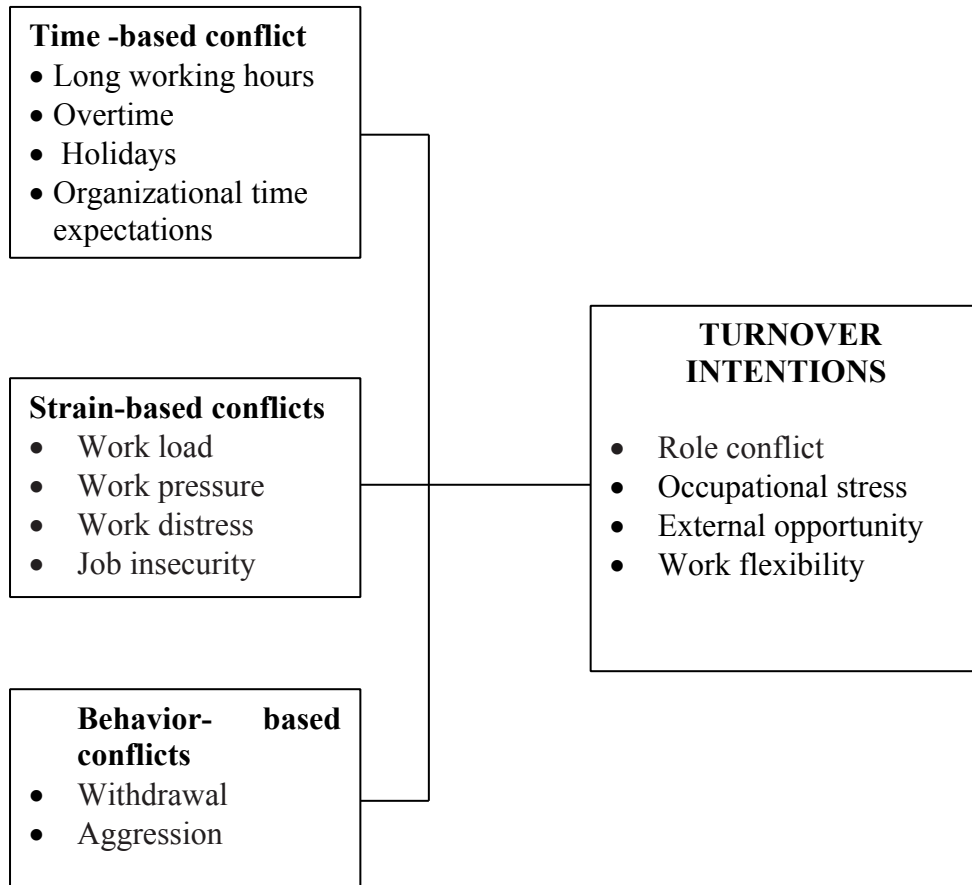 Time -based conflict
• Long working hours
• Overtime
• Holidays
• Organizational time
expectations
Strain-based conflicts
• Work load
• Work pressure
• Work distress
• Job insecurity
Behavior- based
conflicts
• Withdrawal
• Aggression
TURNOVER
INTENTIONS
• Role conflict
• Occupational stress
• External opportunity
• Work flexibility